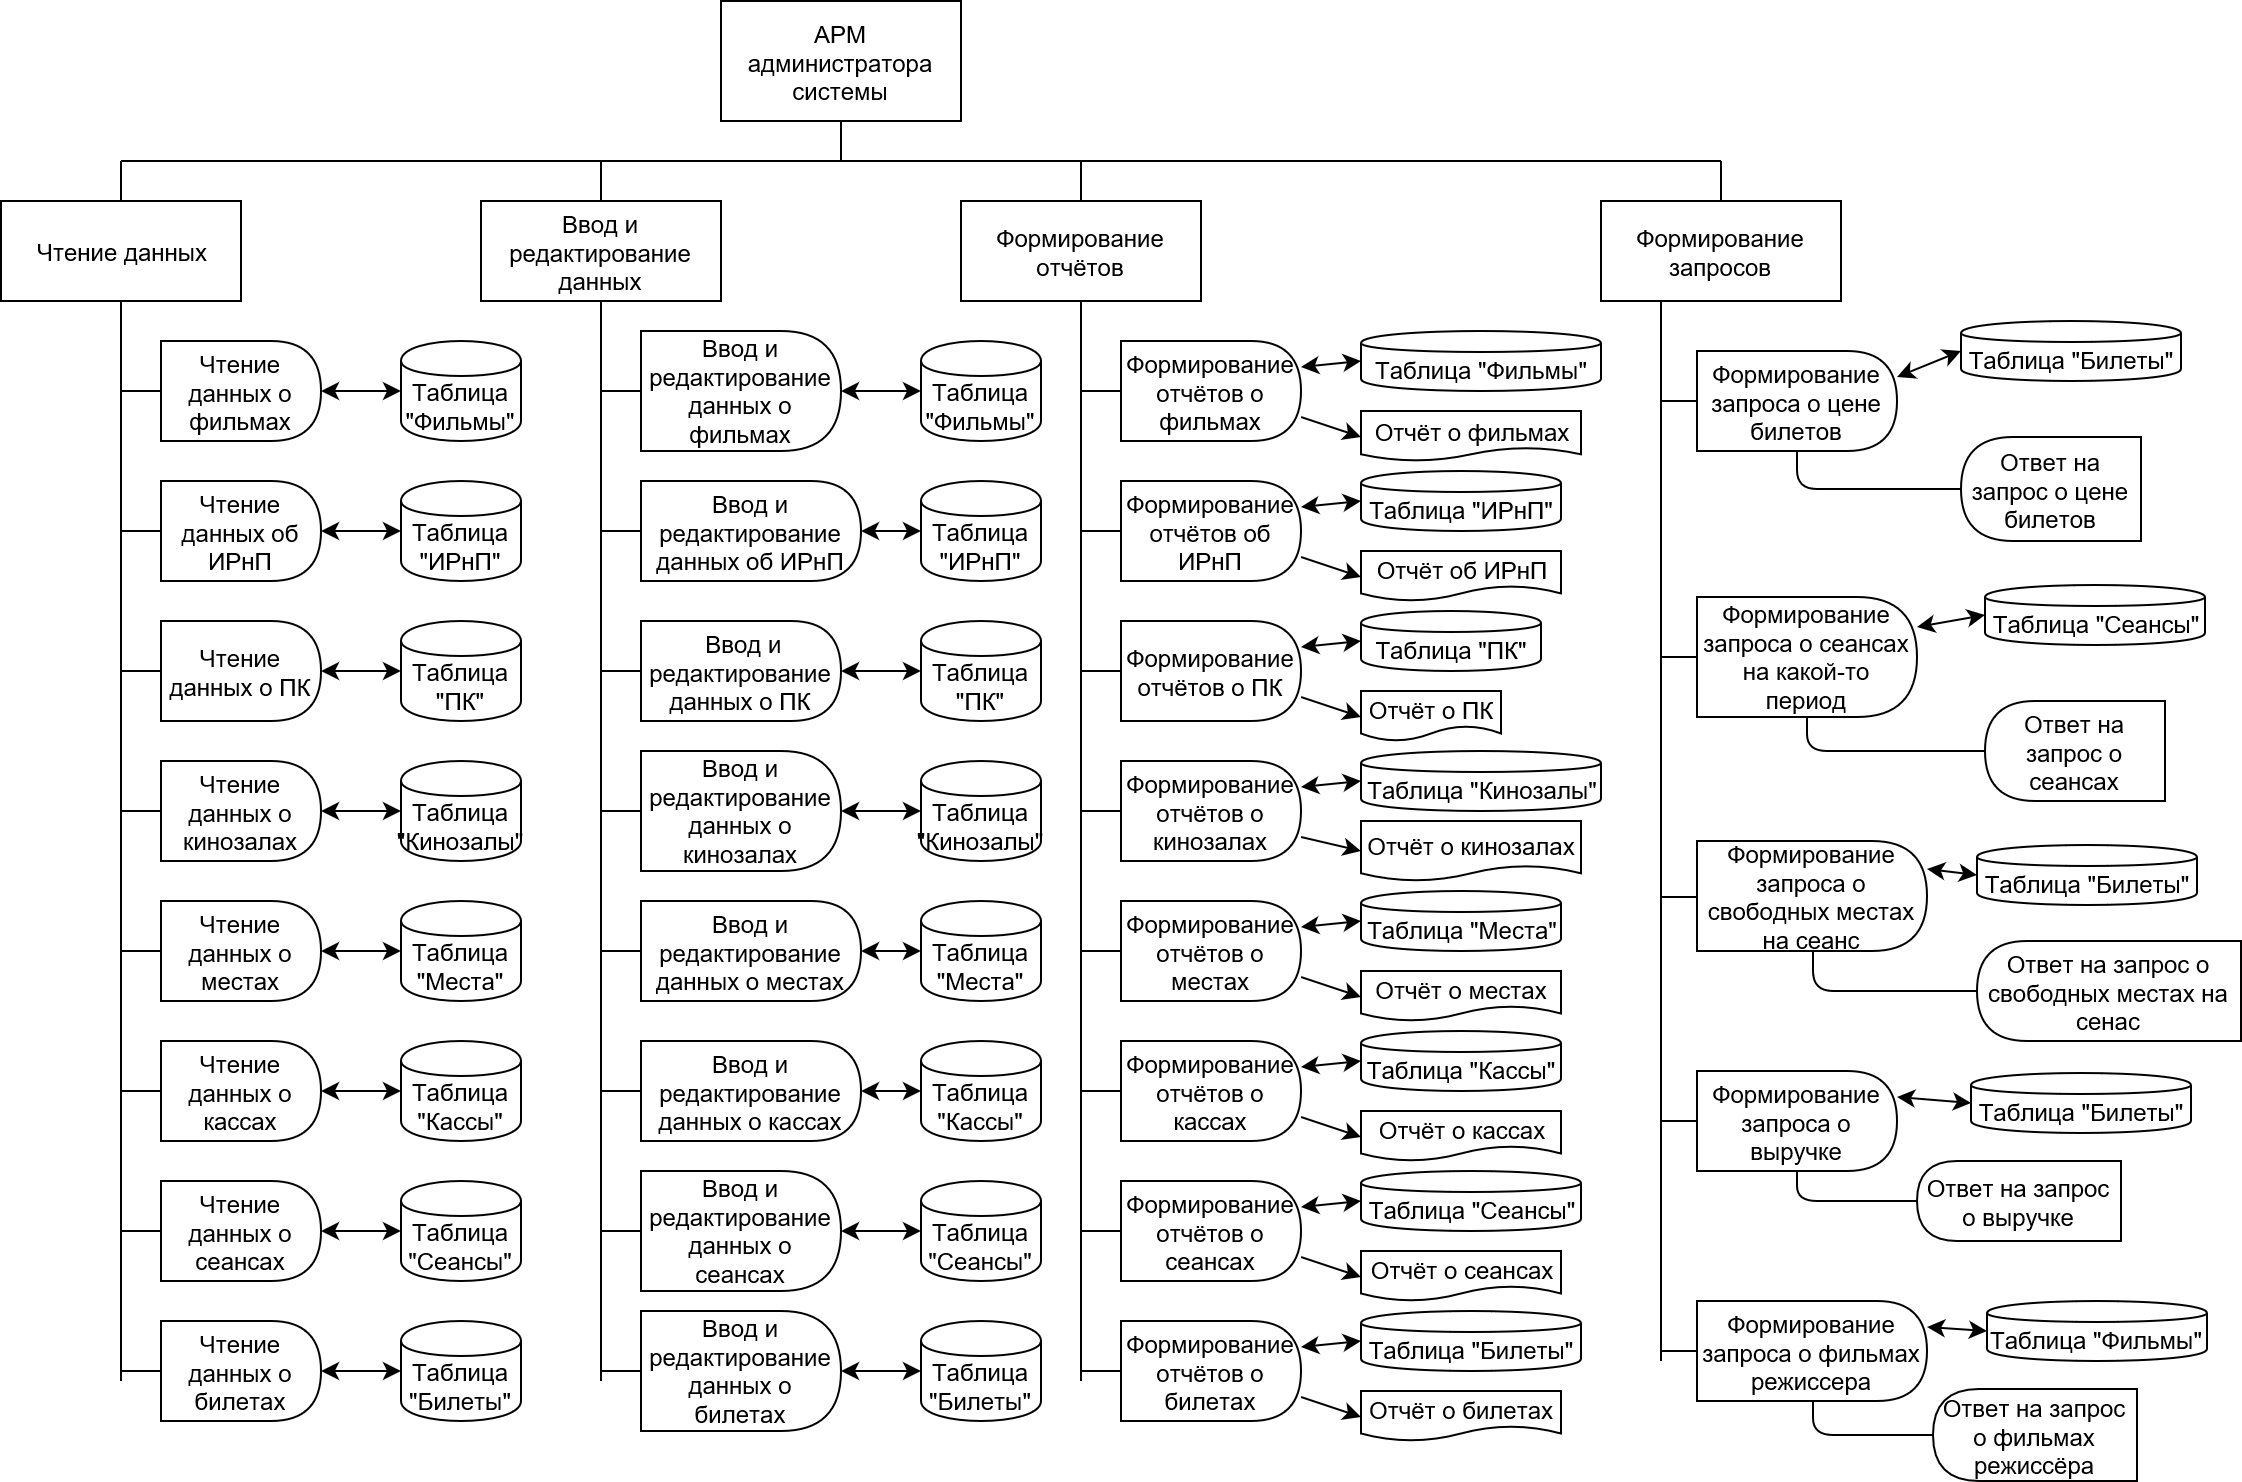 АРМ
администратора
системы
Чтение данных
Ввод и
редактирование
данных
Формирование
отчётов
Формирование
запросов
Чтение
данных о
фильмах
Таблица
"Фильмы"
Чтение
данных об
ИРнП
Таблица
"ИРнП"
Чтение
данных о ПК
Таблица
"ПК"
Чтение
данных о
кинозалах
Таблица
"Кинозалы"
Чтение
данных о
местах
Таблица
"Места"
Чтение
данных о
кассах
Таблица
"Кассы"
Чтение
данных о
сеансах
Таблица
"Сеансы"
Чтение
данных о
билетах
Таблица
"Билеты"
Ввод и
редактирование
данных о
фильмах
Таблица
"Фильмы"
Ввод и
редактирование
данных об ИРнП
Таблица
"ИРнП"
Ввод и
редактирование
данных о ПК
Таблица
"ПК"
Ввод и
редактирование
данных о
кинозалах
Таблица
"Кинозалы"
Ввод и
редактирование
данных о местах
Таблица
"Места"
Ввод и
редактирование
данных о кассах
Таблица
"Кассы"
Ввод и
редактирование
данных о
сеансах
Таблица
"Сеансы"
Ввод и
редактирование
данных о
билетах
Таблица
"Билеты"
Формирование
отчётов о
фильмах
Таблица "Фильмы"
Отчёт о фильмах
Формирование
отчётов об
ИРнП
Таблица "ИРнП"
Отчёт об ИРнП
Формирование
отчётов о ПК
Таблица "ПК"
Отчёт о ПК
Формирование
отчётов о
кинозалах
Таблица "Кинозалы"
Отчёт о кинозалах
Формирование
отчётов о
местах
Таблица "Места"
Отчёт о местах
Формирование
отчётов о
кассах
Таблица "Кассы"
Отчёт о кассах
Формирование
отчётов о
сеансах
Таблица "Сеансы"
Отчёт о сеансах
Формирование
отчётов о
билетах
Таблица "Билеты"
Отчёт о билетах
Формирование
запроса о цене
билетов
Таблица "Билеты"
Ответ на
запрос о цене
билетов
Формирование
запроса о сеансах
на какой-то
период
Таблица "Сеансы"
Ответ на
запрос о
сеансах
Формирование
запроса о
свободных местах
на сеанс
Таблица "Билеты"
Ответ на запрос о
свободных местах на
сенас
Формирование
запроса о
выручке
Таблица "Билеты"
Ответ на запрос
о выручке
Формирование
запроса о фильмах
режиссера
Таблица "Фильмы"
Ответ на запрос
о фильмах
режиссёра